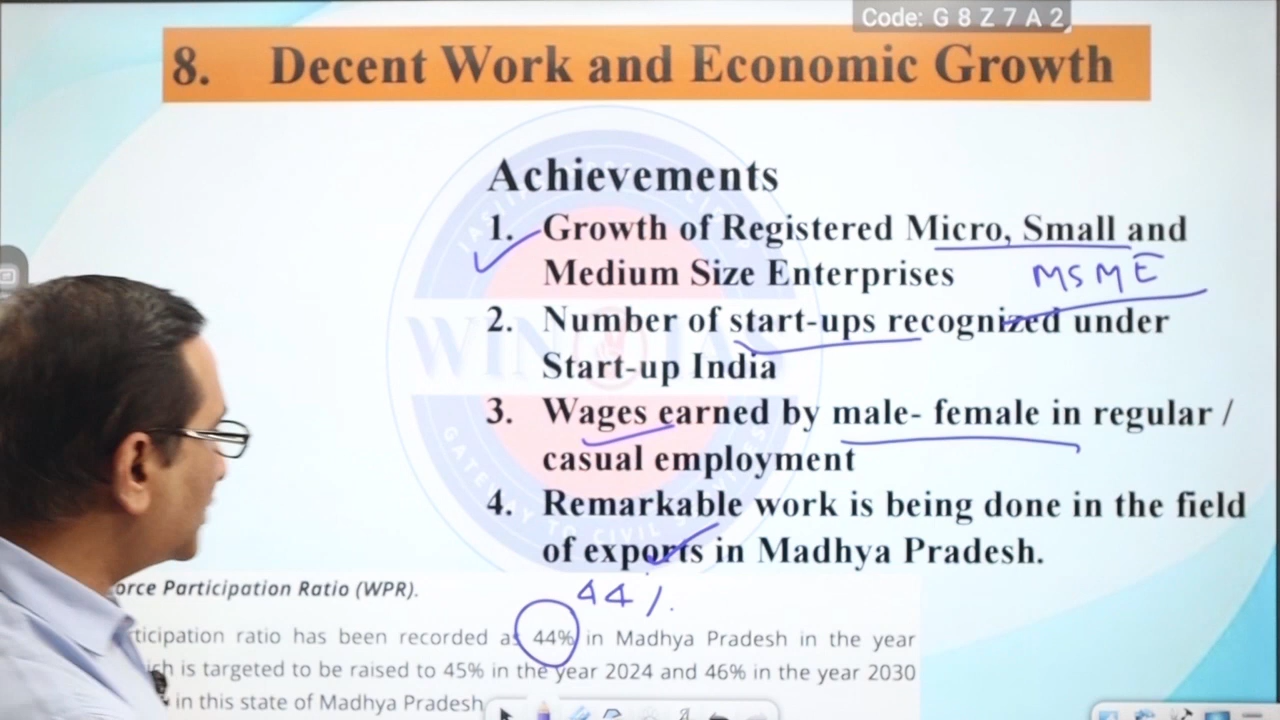 Code: G 8 Z 7 A 2
8. Decent Work and Economic Growth
Achievements
1. Growth of Registered Micro, Small and
Medium Size Enterprises
MSME
2. Number of start-ups recognized under
Start-up India
3. Wages earned by male- female in regular /
casual employment
4. Remarkable work is being done in the field
of exports in Madhya Pradesh.
44%
Participation Ratio (WPR).
ratio has been recorded as 44% in Madhya Pradesh in the year
is targeted to be raised to 45% in the year 2024 and 46% in the year 2030
in this state of Madhya Pradesh